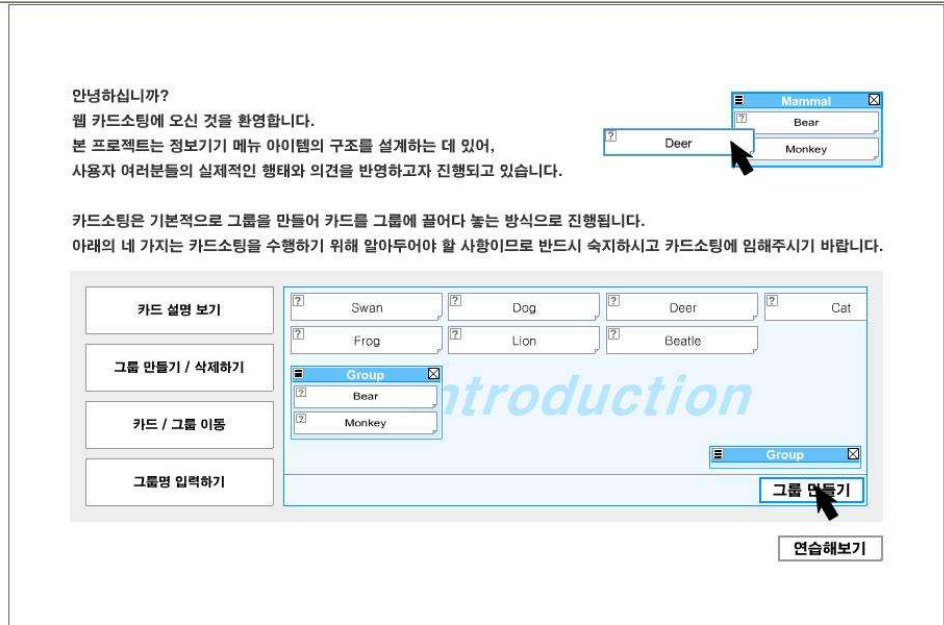 안녕하십니까?
웹 카드소팅에 오신 것을 환영합니다.
본 프로젝트는 정보기기 메뉴 아이템의 구조를 설계하는 데 있어,
사용자 여러분들의 실제적인 행태와 의견을 반영하고자 진행되고 있습니다.
Mammal
? Bear
? Deer
Monkey
카드소팅은 기본적으로 그룹을 만들어 카드를 그룹에 끌어다 놓는 방식으로 진행됩니다.
아래의 네 가지는 카드소팅을 수행하기 위해 알아두어야 할 사항이므로 반드시 숙지하시고 카드소팅에 임해주시기 바랍니다.
카드 설명 보기
그룹 만들기 / 삭제하기
카드 / 그룹 이동
그룹명 입력하기
? Swan ? Dog ? Deer ? Cat
? Frog ? Lion ? Beatle
Group
? Bear
? Monkey
ntroduction
Group
그룹 만들기
연습해보기